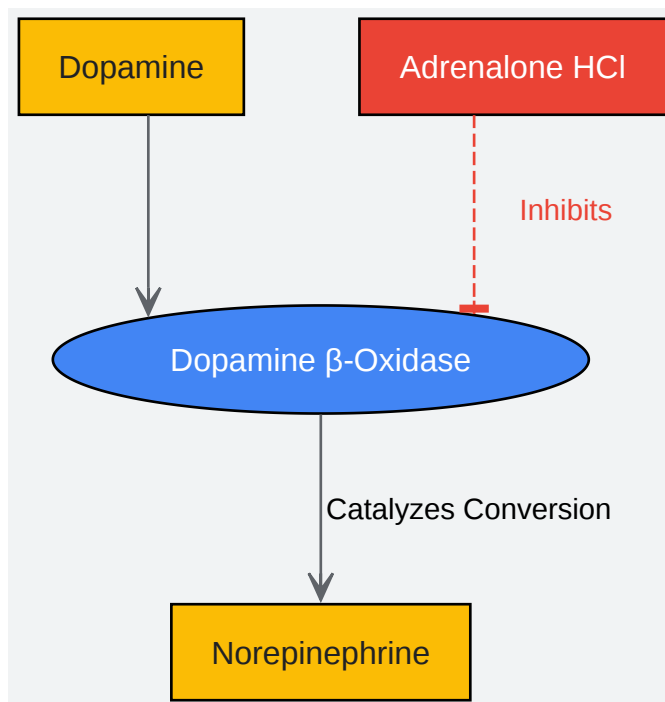 Dopamine
Adrenalone HCl
Inhibits
Dopamine β-Oxidase
Catalyzes Conversion
Norepinephrine